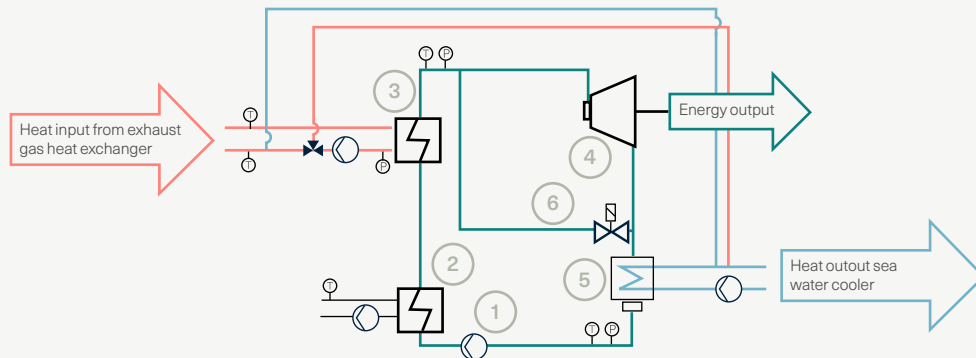 T
P
3
Energy output
Heat input from exhaust
gas heat exchanger
T
T
P
4
6
2
5
Heat outout sea
water cooler
T
1
T
P